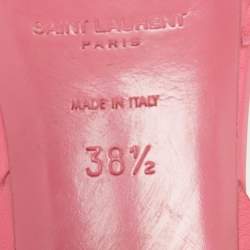 SAINT LAURENT
PARIS
MADE IN ITALY
38½